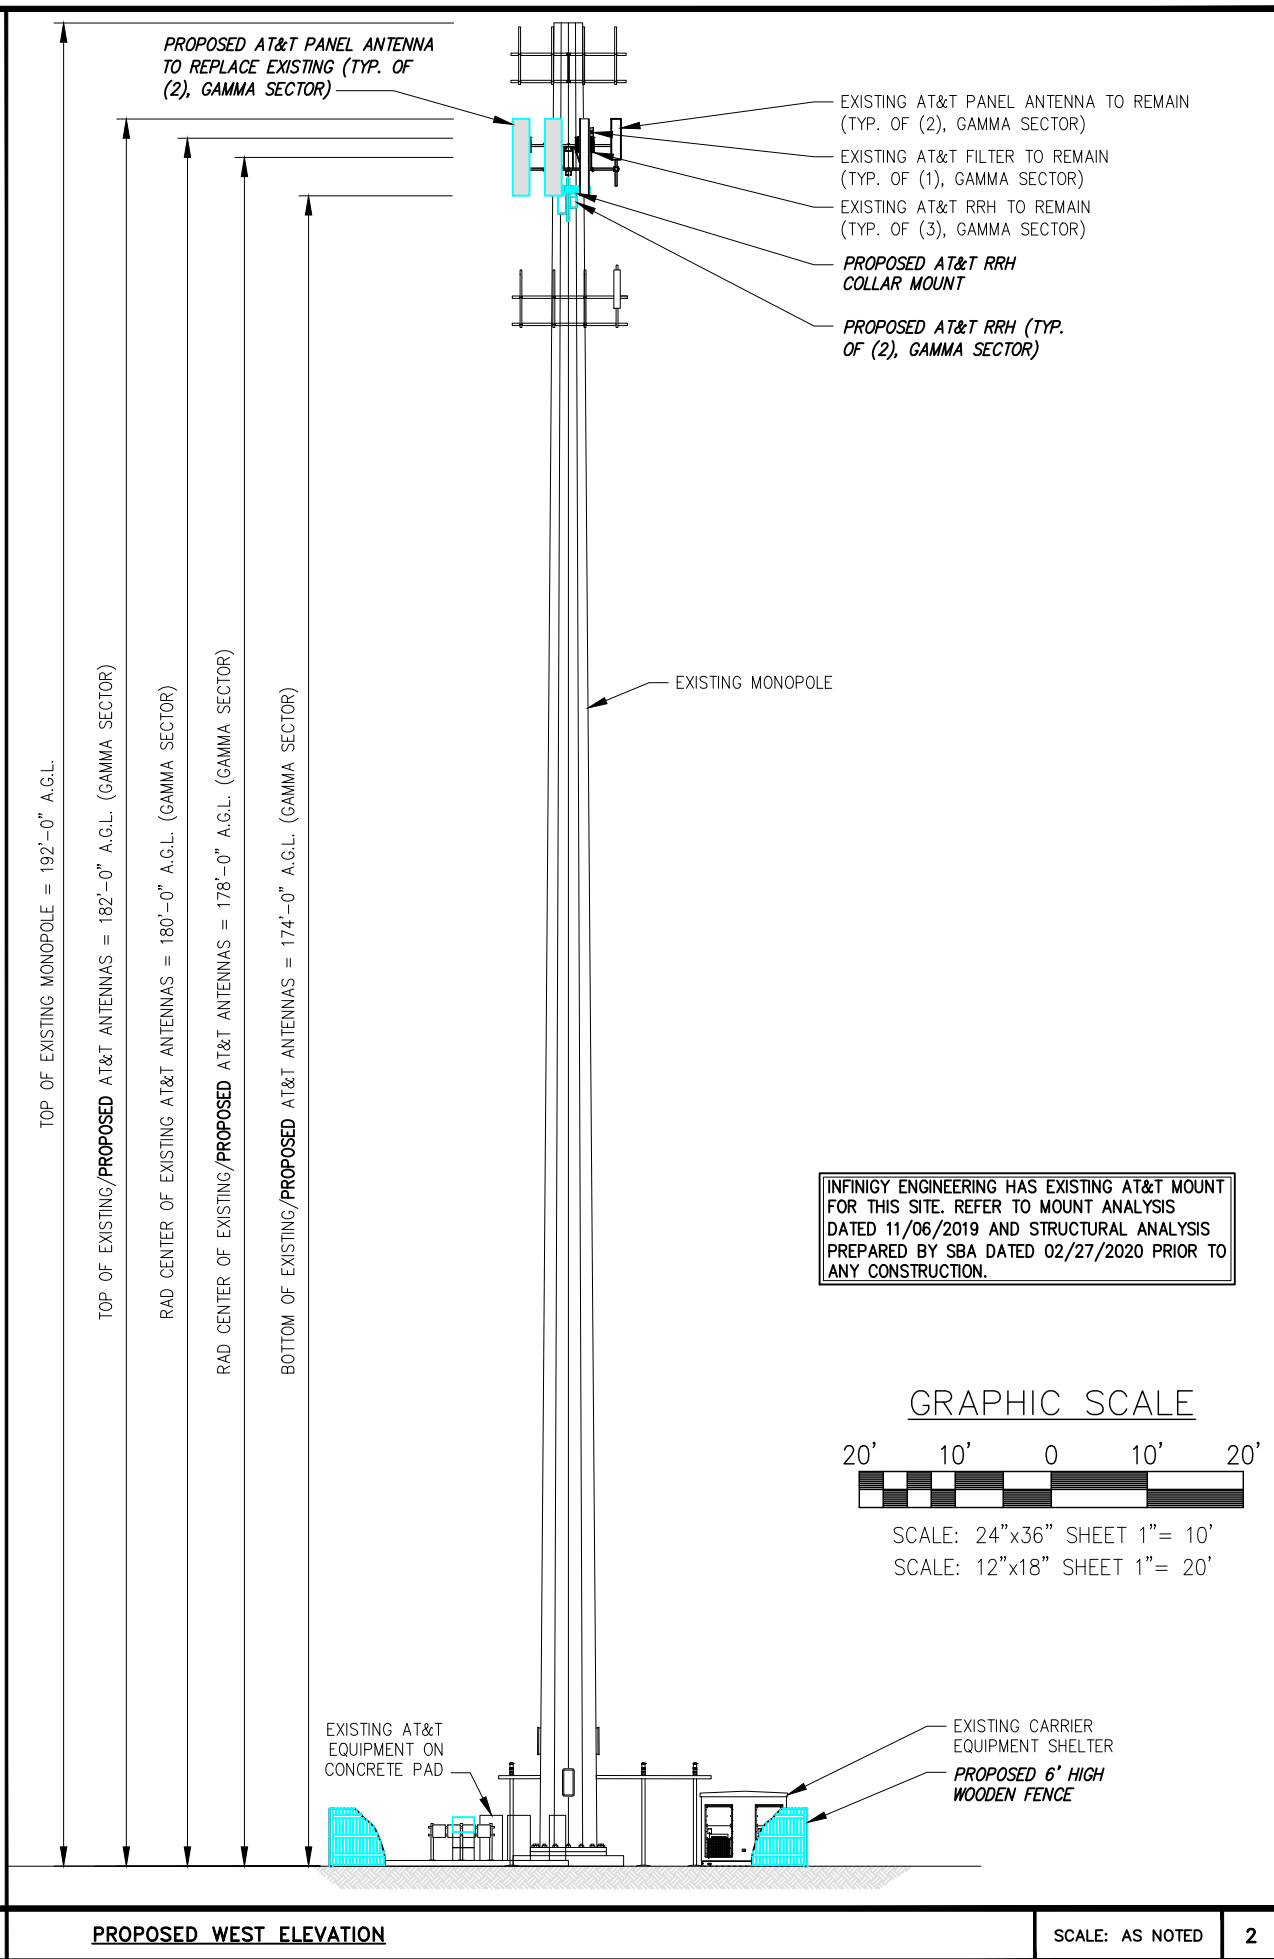 PROPOSED AT&T PANEL ANTENNA
TO REPLACE EXISTING (TYP. OF
(2), GAMMA SECTOR)
EXISTING AT&T PANEL ANTENNA TO REMAIN
(TYP. OF (2), GAMMA SECTOR)
EXISTING AT&T FILTER TO REMAIN
(TYP. OF (1), GAMMA SECTOR)
EXISTING AT&T RRH TO REMAIN
(TYP. OF (3), GAMMA SECTOR)
PROPOSED AT&T RRH
COLLAR MOUNT
PROPOSED AT&T RRH (TYP.
OF (2), GAMMA SECTOR)
EXISTING MONOPOLE
TOP OF EXISTING MONOPOLE = 192'-0" A.G.L.
TOP OF EXISTING/PROPOSED AT&T ANTENNAS = 182'-0" A.G.L. (GAMMA SECTOR)
RAD CENTER OF EXISTING AT&T ANTENNAS = 180'-0" A.G.L. (GAMMA SECTOR)
RAD CENTER OF EXISTING/PROPOSED AT&T ANTENNAS = 178'-0" A.G.L. (GAMMA SECTOR)
BOTTOM OF EXISTING/PROPOSED AT&T ANTENNAS = 174'-0" A.G.L. (GAMMA SECTOR)
INFINIGY ENGINEERING HAS EXISTING AT&T MOUNT
FOR THIS SITE. REFER TO MOUNT ANALYSIS
DATED 11/06/2019 AND STRUCTURAL ANALYSIS
PREPARED BY SBA DATED 02/27/2020 PRIOR TO
ANY CONSTRUCTION.
GRAPHIC SCALE
20' 10' 0 10' 20'
SCALE: 24"x36" SHEET 1"= 10'
SCALE: 12"x18" SHEET 1"= 20'
EXISTING AT&T
EQUIPMENT ON
CONCRETE PAD
EXISTING CARRIER
EQUIPMENT SHELTER
PROPOSED 6' HIGH
WOODEN FENCE
PROPOSED WEST ELEVATION
SCALE: AS NOTED
2